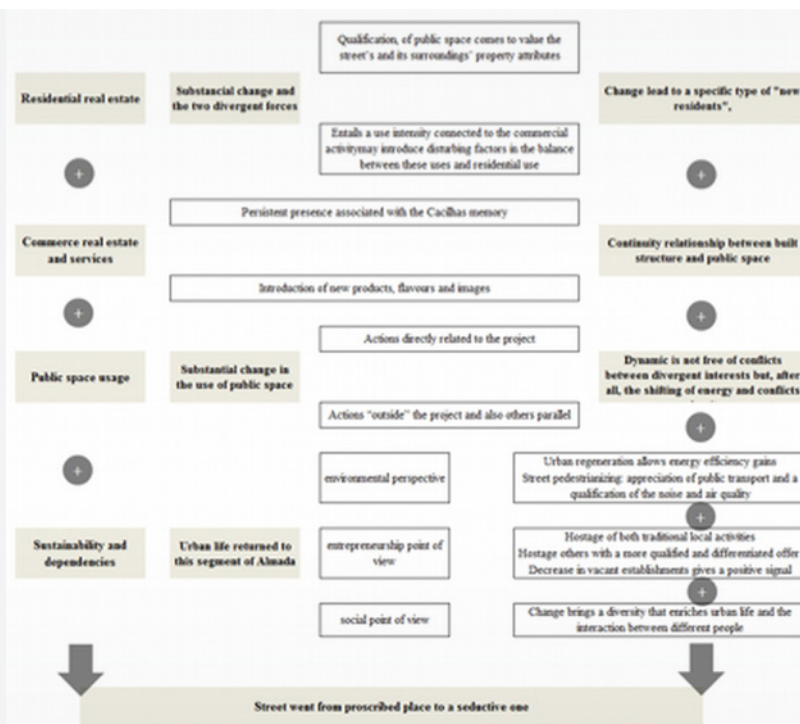 Qualification, of public space comes to value the
street's and its surroundings' property attributes
Residential real estate
Substancial change and
the two divergent forces
Change lead to a specific type of "new
residents",
Entails a use intensity connected to the commercial
activitymay introduce disturbing factors in the balance
between these uses and residential use
+
+
Persistent presence associated with the Cacilhas memory
Commerce real estate
and services
Continuity relationship between built
structure and public space
Introduction of new products, flavours and images
+
+
Actions directly related to the project
Public space usage
Substantial change in
the use of public space
Dynamic is not free of conflicts
between divergent interests but, after
all, the shifting of energy and conflicts
Actions "outside" the project and also others parallel
+
+
environmental perspective
Urban regeneration allows energy efficiency gains
Street pedestrianizing: appreciation of public transport and a
qualification of the noise and air quality
+
Sustainability and
dependencies
Urban life returned to
this segment of Almada
entrepreneurship point of
view
Hostage of both traditional local activities
Hostage others with a more qualified and differentiated offer
Decrease in vacant establishments gives a positive signal
+
social point of view
Change brings a diversity that enriches urban life and the
interaction between different people
Street went from proscribed place to a seductive one